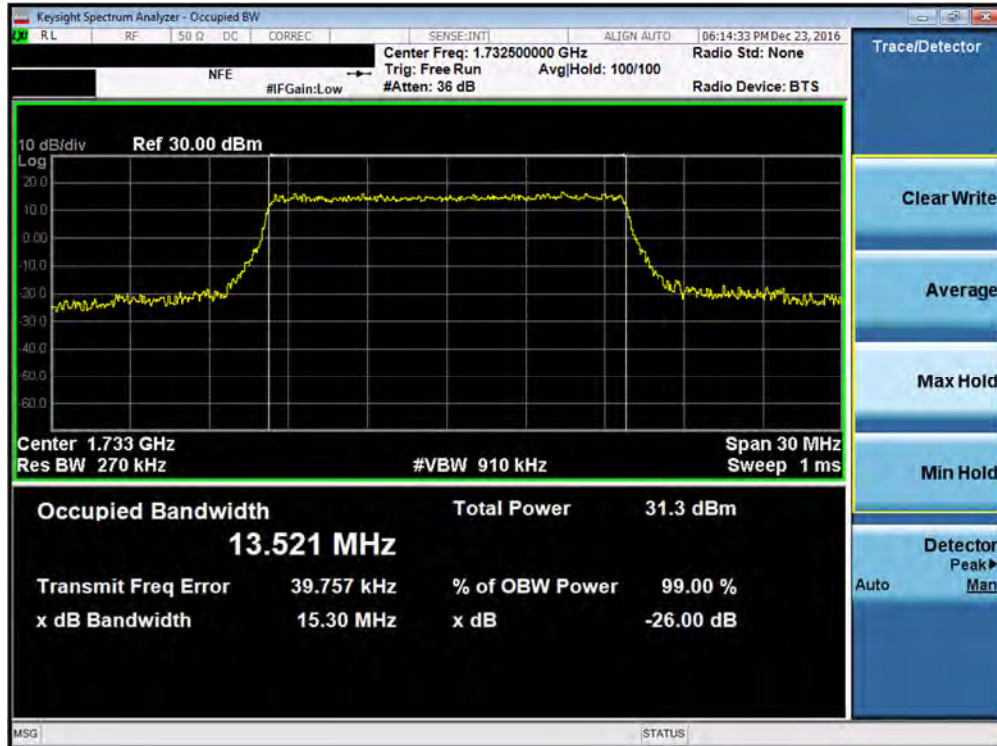 Keysight Spectrum Analyzer - Occupied BW
LXI RL RF 50 Ω DC CORREC SENSE:INT ALIGN AUTO 06:14:33 PM Dec 23, 2016
Center Freq: 1.732500000 GHz Radio Std: None
NFE Trig: Free Run Avg|Hold: 100/100
#IFGain:Low #Atten: 36 dB Radio Device: BTS
10 dB/div Ref 30.00 dBm
Log
20.0
10.0
0.00
-10.0
-20.0
-30.0
-40.0
-50.0
-60.0
Center 1.733 GHz Span 30 MHz
Res BW 270 kHz #VBW 910 kHz Sweep 1 ms
Occupied Bandwidth Total Power 31.3 dBm
13.521 MHz
Transmit Freq Error 39.757 kHz % of OBW Power 99.00 %
x dB Bandwidth 15.30 MHz x dB -26.00 dB
Trace/Detector
Clear Write
Average
Max Hold
Min Hold
Detector
Peak
Auto Man
MSG STATUS